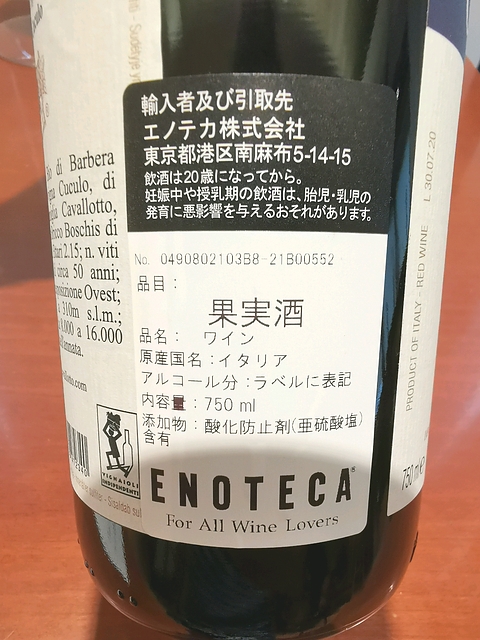 輸入者及び引取先
エノテカ株式会社
東京都港区南麻布5-14-15
飲酒は20歳になってから。
妊娠中や授乳期の飲酒は、胎児・乳児の
発育に悪影響を与えるおそれがあります。
No. 0490802103B8-21B00552
品目：
果実酒
品名： ワイン
原産国名：イタリア
アルコール分：ラベルに表記
内容量：750 ml
添加物：酸化防止剤(亜硫酸塩)
含有
ENOTECA
For All Wine Lovers
di Barbera
Cuculo, di
Cavallotto,
Boschis di
2.15; n. viti
circa 50 anni;
Ovest;
310m s.l.m.;
a 16.000
VIGNAIOLI
INDIPENDENTI
PRODUCT OF ITALY - RED WINE L 30.07.20
750 ml